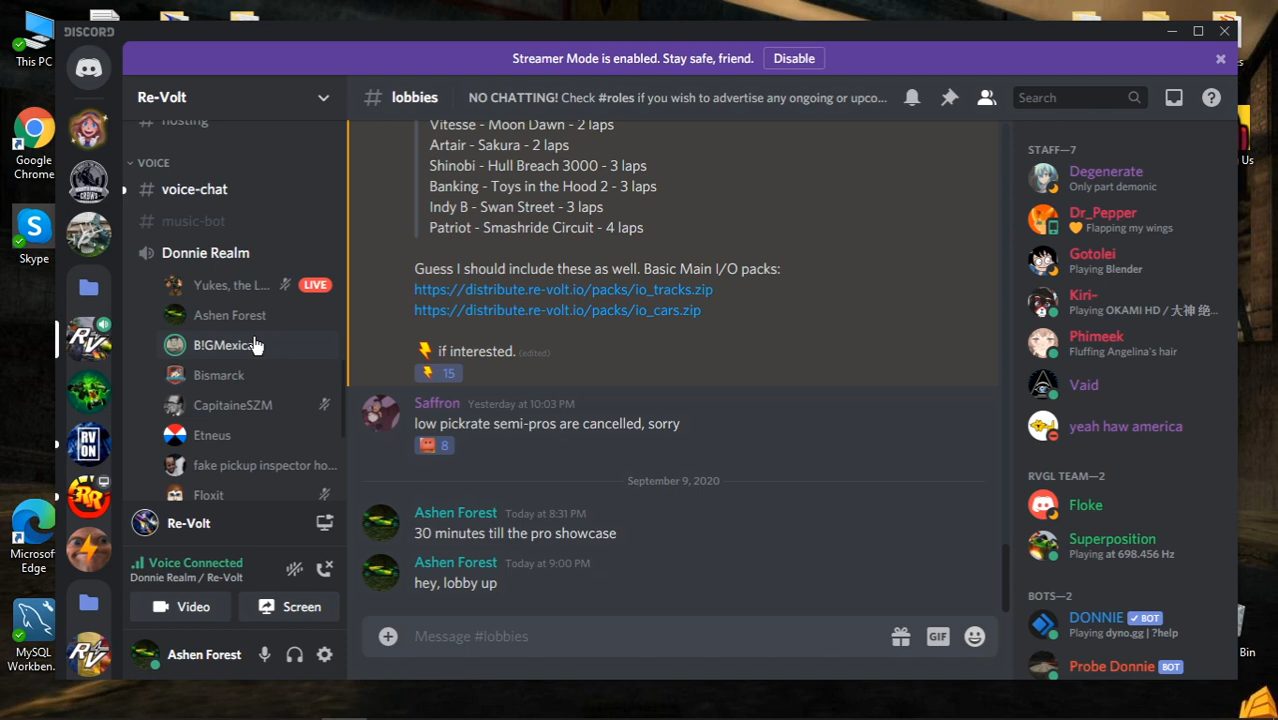 DISCORD
This PC
Google
Chrome
Skype
Microsoft
Edge
MySQL
Workben...
Bin
Streamer Mode is enabled. Stay safe, friend.
Disable
Re-Volt
hosting
VOICE
voice-chat
music-bot
Donnie Realm
Yukes, the L...
LIVE
Ashen Forest
B!GMexica
Bismarck
CapitaineSZM
Etneus
fake pickup inspector ho...
Floxit
Re-Volt
Voice Connected
Donnie Realm / Re-Volt
Video
Screen
Ashen Forest
# lobbies
NO CHATTING! Check #roles if you wish to advertise any ongoing or upco...
Search
Vitesse - Moon Dawn - 2 laps
Artair - Sakura - 2 laps
Shinobi - Hull Breach 3000 - 3 laps
Banking - Toys in the Hood 2 - 3 laps
Indy B - Swan Street - 3 laps
Patriot - Smashride Circuit - 4 laps
Guess I should include these as well. Basic Main I/O packs:
https://distribute.re-volt.io/packs/io_tracks.zip
https://distribute.re-volt.io/packs/io_cars.zip
if interested. (edited)
15
Saffron Yesterday at 10:03 PM
low pickrate semi-pros are cancelled, sorry
8
September 9, 2020
Ashen Forest Today at 8:31 PM
30 minutes till the pro showcase
Ashen Forest Today at 9:00 PM
hey, lobby up
Message #lobbies
GIF
STAFF—7
Degenerate
Only part demonic
Dr_Pepper
Flapping my wings
Gotolei
Playing Blender
Kiri~
Playing OKAMI HD / 大神 绝...
Phimeek
Fluffing Angelina's hair
Vaid
yeah haw america
RVGL TEAM—2
Floke
Superposition
Playing at 698.456 Hz
BOTS—2
DONNIE ✓ BOT
Playing dyno.gg | ?help
Probe Donnie BOT